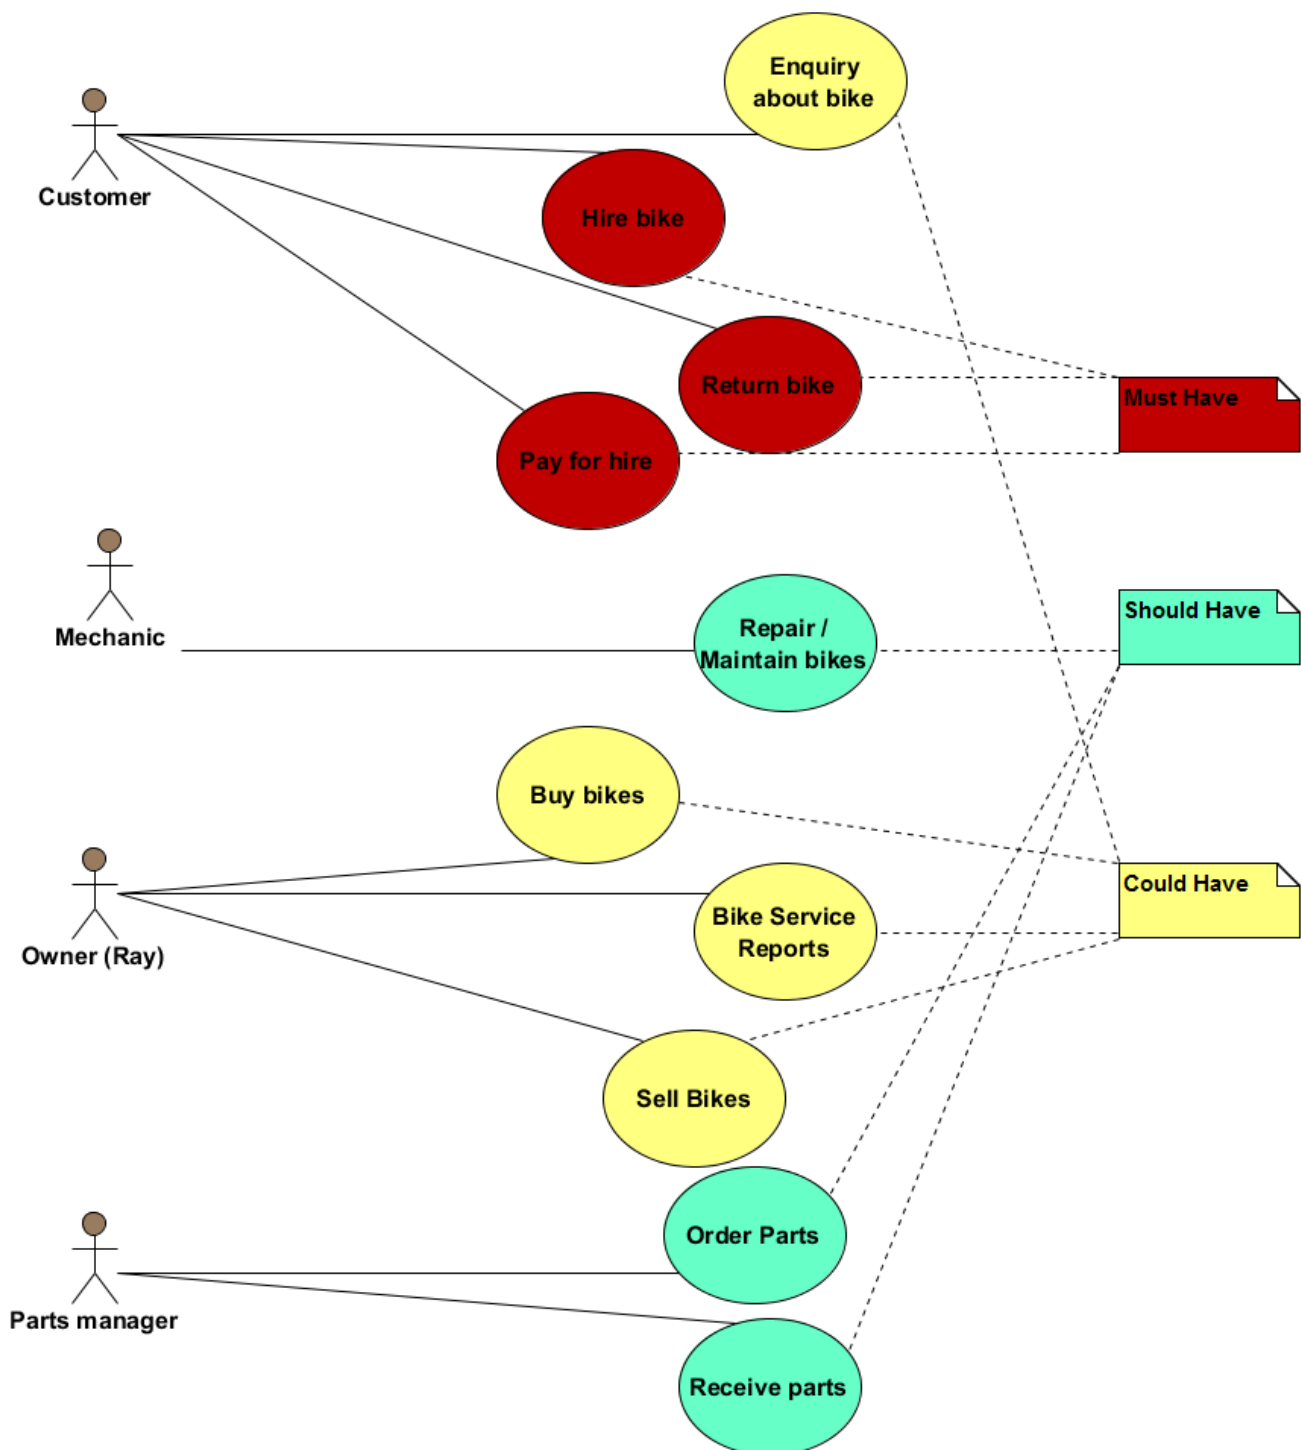 Enquiry
about bike
Customer
Hire bike
Return bike
Must Have
Pay for hire
Mechanic
Should Have
Repair /
Maintain bikes
Buy bikes
Could Have
Owner (Ray)
Bike Service
Reports
Sell Bikes
Order Parts
Parts manager
Receive parts